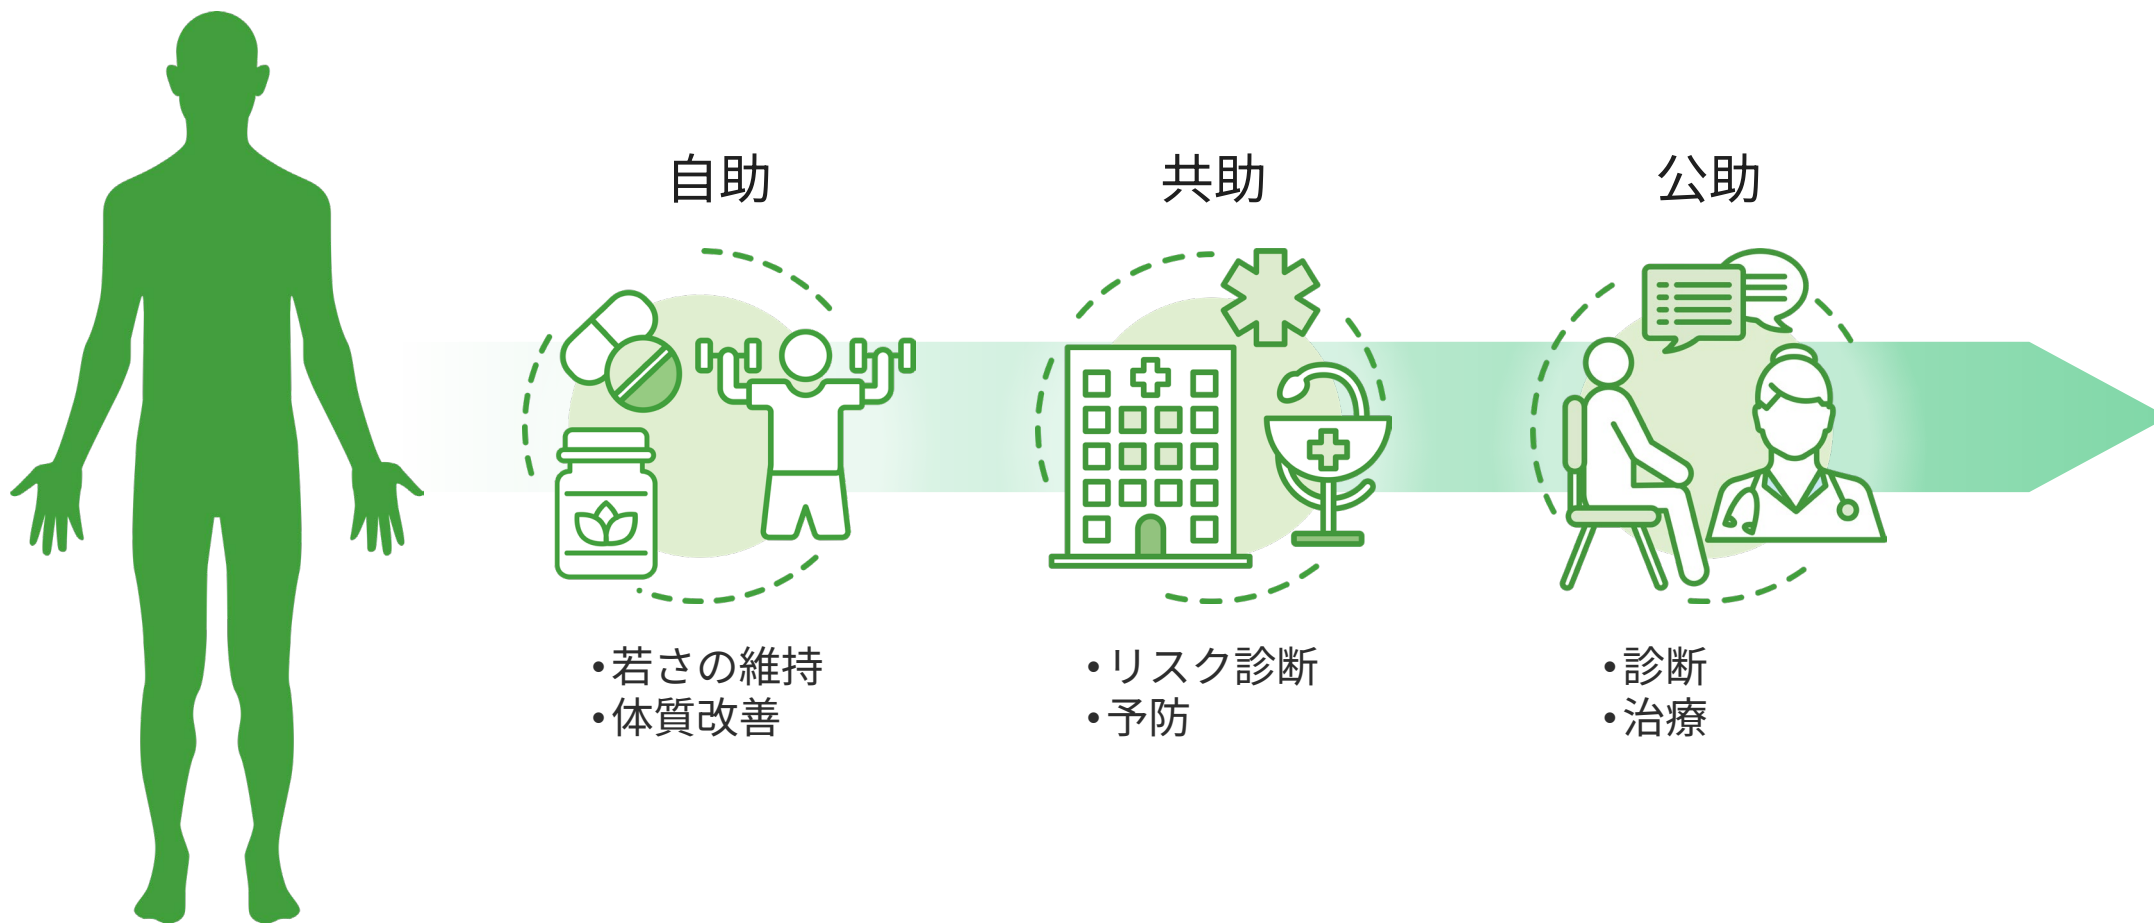 自助
・若さの維持
・体質改善
共助
・リスク診断
・予防
公助
・診断
・治療